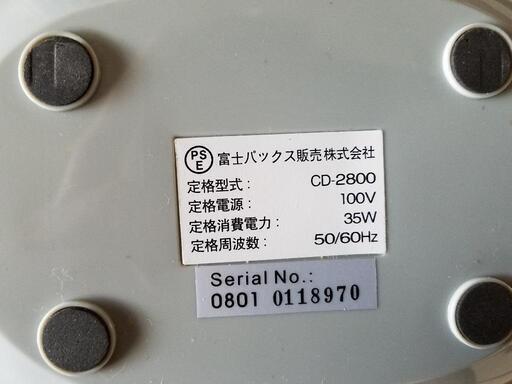 PSE 富士パックス販売株式会社
定格型式: CD-2800
定格電源: 100V
定格消費電力: 35W
定格周波数: 50/60Hz
Serial No.:
0801 0118970